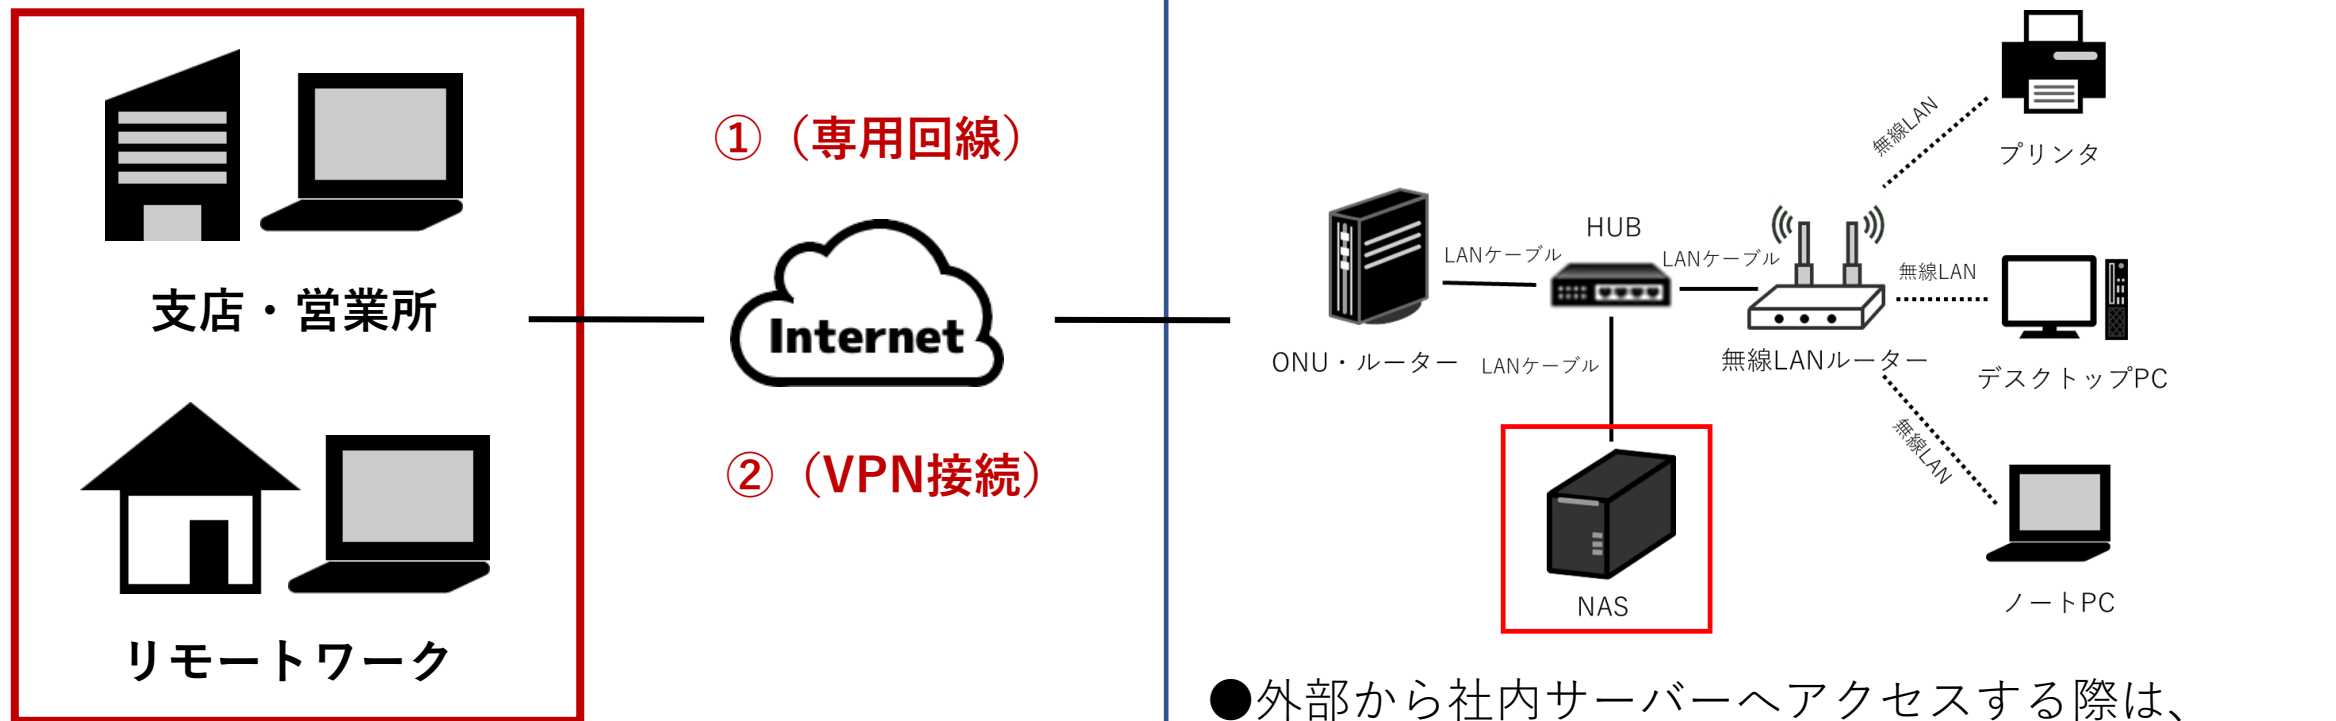 ①（専用回線）
Internet
②（VPN接続）
支店・営業所
リモートワーク
ONU・ルーター
LANケーブル
HUB
LANケーブル
LANケーブル
NAS
無線LANルーター
無線LAN
プリンタ
無線LAN
デスクトップPC
無線LAN
ノートPC
●外部から社内サーバーへアクセスする際は、